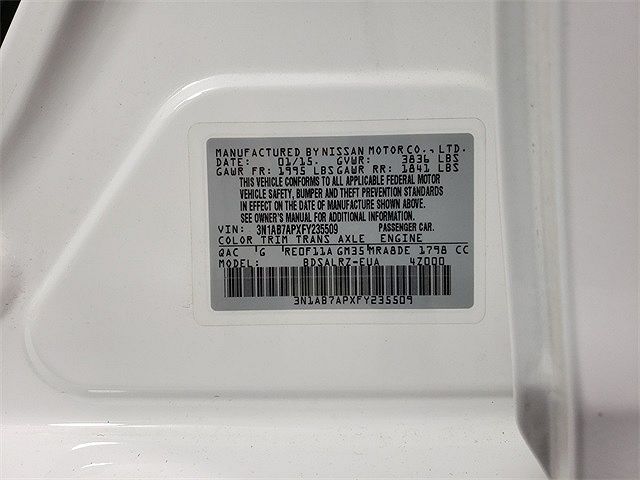 MANUFACTURED BY NISSAN MOTOR CO., LTD.
DATE: 01/15. GVWR: 3836 LBS
GAWR FR: 1995 LBS GAWR RR: 1841 LBS
THIS VEHICLE CONFORMS TO ALL APPLICABLE FEDERAL MOTOR
VEHICLE SAFETY, BUMPER AND THEFT PREVENTION STANDARDS
IN EFFECT ON THE DATE OF MANUFACTURE SHOWN ABOVE.
SEE OWNER'S MANUAL FOR ADDITIONAL INFORMATION.
VIN: 3N1AB7APXFY235509 PASSENGER CAR.
COLOR TRIM TRANS AXLE ENGINE
QAC G RE0F11A GM35 MRA8DE 1798 CC
MODEL: BDSALRZ-EUA 4Z000
3N1AB7APXFY235509